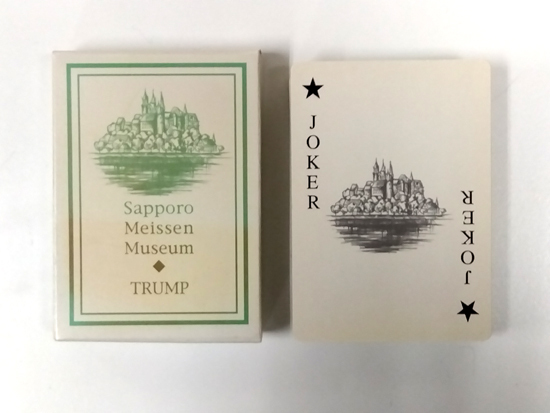 Sapporo
Meissen
Museum
TRUMP
JOKER
JOKER